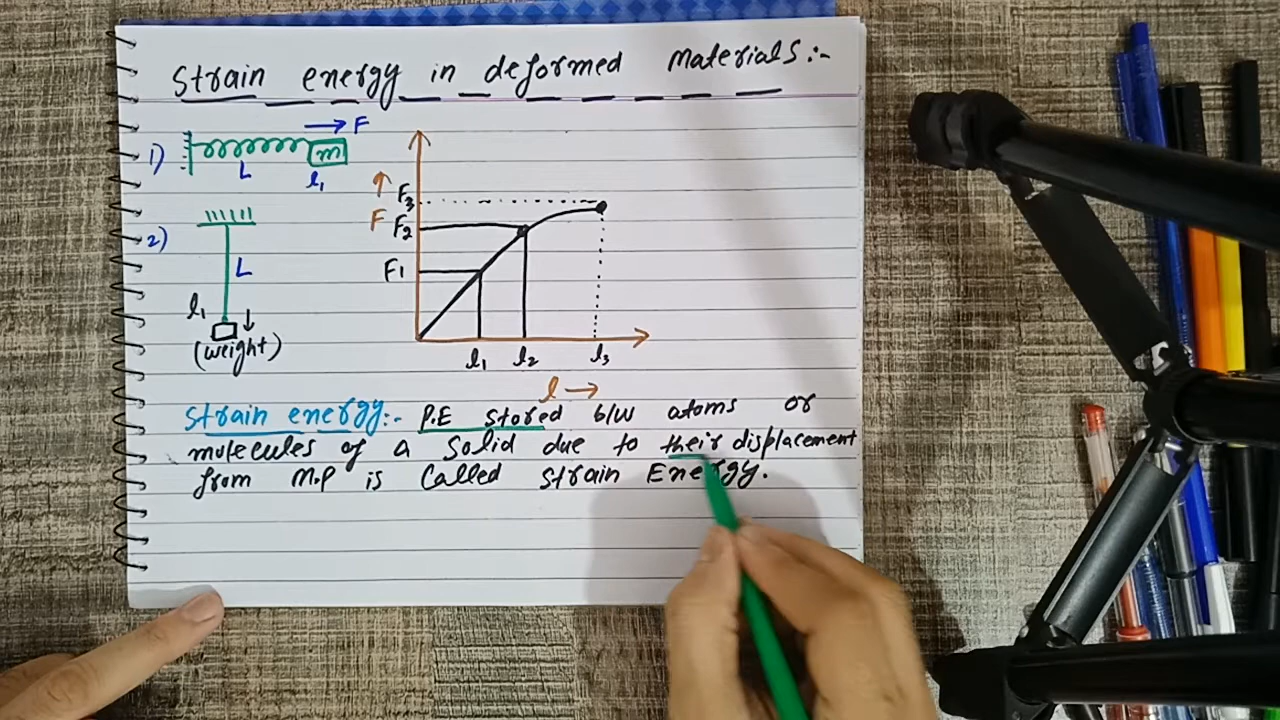 Strain energy in deformed Materials:-
1)
F
m
L
l1
2)
L
l1
(weight)
F
F3
F2
F1
l1 l2 l3
l
Strain energy:- P.E stored b/w atoms or
molecules of a solid due to their displacement
from M.P is called strain Energy.